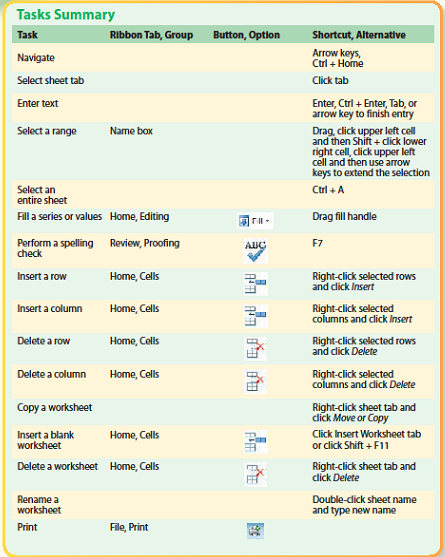 Tasks Summary
Task Ribbon Tab, Group Button, Option Shortcut, Alternative
Navigate Arrow keys,
Ctrl + Home
Select sheet tab Click tab
Enter text Enter, Ctrl + Enter, Tab, or
arrow key to finish entry
Select a range Name box Drag, click upper left cell
and then Shift + click lower
right cell, click upper left
cell and then use arrow
keys to extend the selection
Select an Ctrl + A
entire sheet
Fill a series or values Home, Editing Fill Drag fill handle
Perform a spelling Review, Proofing ABC F7
check
Insert a row Home, Cells Right-click selected rows
and click Insert
Insert a column Home, Cells Right-click selected
columns and click Insert
Delete a row Home, Cells Right-click selected rows
and click Delete
Delete a column Home, Cells Right-click selected
columns and click Delete
Copy a worksheet Right-click sheet tab and
click Move or Copy
Insert a blank Home, Cells Click Insert Worksheet tab
worksheet or click Shift + F11
Delete a worksheet Home, Cells Right-click sheet tab and
click Delete
Rename a Double-click sheet name
worksheet and type new name
Print File, Print